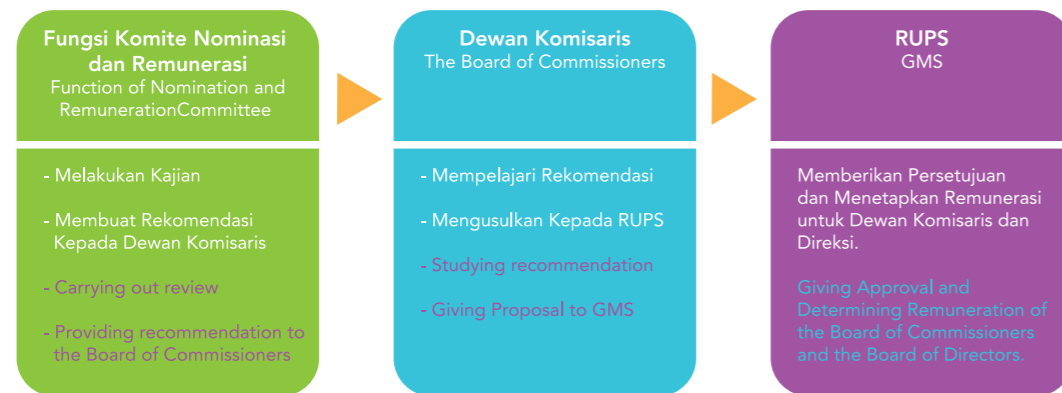 Fungsi Komite Nominasi
dan Remunerasi
Function of Nomination and
RemunerationCommittee
- Melakukan Kajian
- Membuat Rekomendasi
Kepada Dewan Komisaris
- Carrying out review
- Providing recommendation to
the Board of Commissioners
Dewan Komisaris
The Board of Commissioners
- Mempelajari Rekomendasi
- Mengusulkan Kepada RUPS
- Studying recommendation
- Giving Proposal to GMS
RUPS
GMS
Memberikan Persetujuan
dan Menetapkan Remunerasi
untuk Dewan Komisaris dan
Direksi.
Giving Approval and
Determining Remuneration of
the Board of Commissioners
and the Board of Directors.